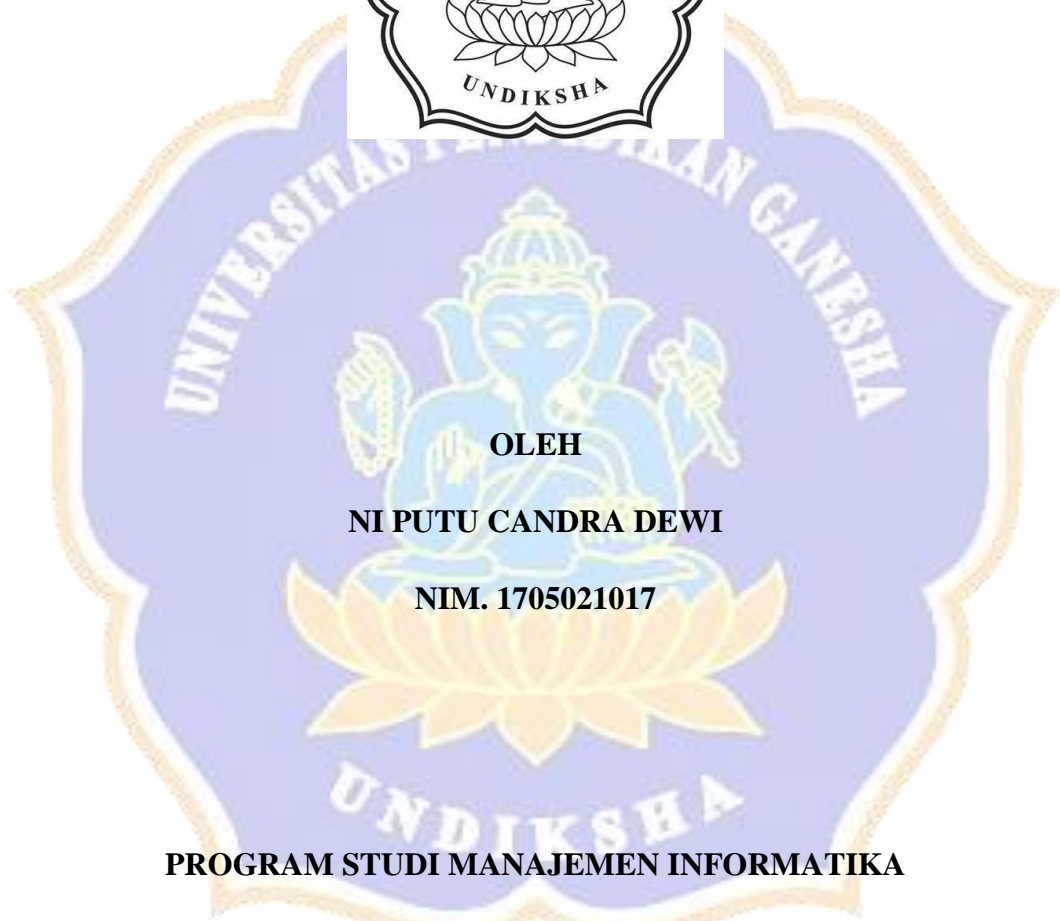 UNDIKSHA
UNIVERSITAS PENDIDIKAN GANESHA
OLEH
NI PUTU CANDRA DEWI
NIM. 1705021017
UNDIKSHA
PROGRAM STUDI MANAJEMEN INFORMATIKA